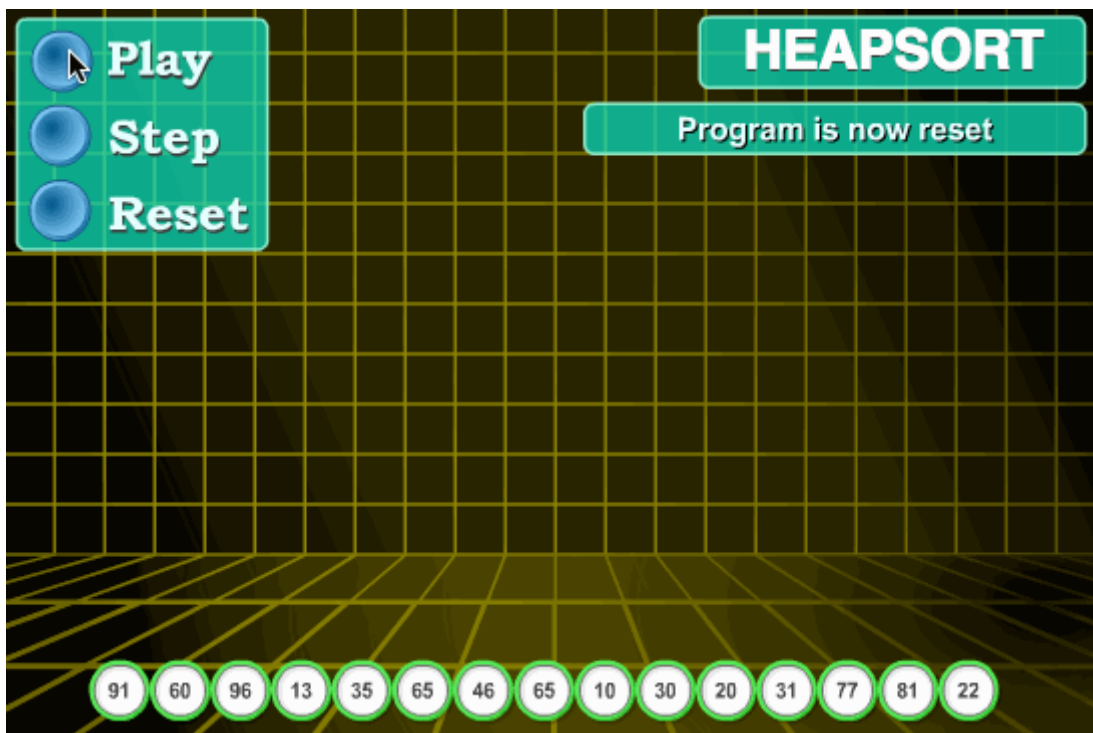 Play
Step
Reset
HEAPSORT
Program is now reset
91 60 96 13 35 65 46 65 10 30 20 31 77 81 22